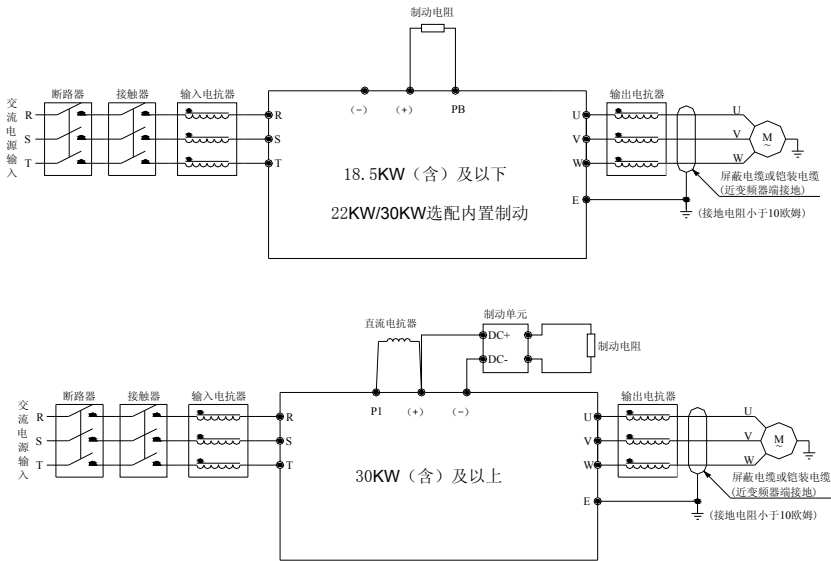 制动电阻
断路器
接触器
输入电抗器
输出电抗器
交流电源输入
R
S
T
R
S
T
(-)
(+)
PB
18.5KW（含）及以下
22KW/30KW选配内置制动
U
V
W
E
U
V
W
M
~
屏蔽电缆或铠装电缆
(近变频器端接地)
(接地电阻小于10欧姆)
直流电抗器
制动单元
DC+
DC-
制动电阻
断路器
接触器
输入电抗器
输出电抗器
交流电源输入
R
S
T
R
S
T
P1
(+)
(-)
30KW（含）及以上
U
V
W
E
U
V
W
M
~
屏蔽电缆或铠装电缆
(近变频器端接地)
(接地电阻小于10欧姆)